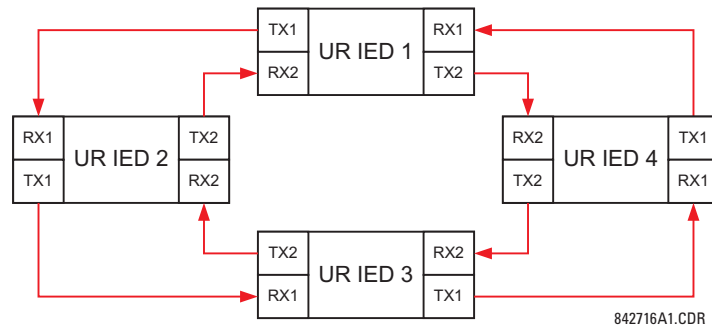 TX1 UR IED 1 RX1
RX2 TX2
RX1 UR IED 2 TX2
TX1 RX2
RX2 UR IED 4 TX1
TX2 RX1
TX2 UR IED 3 RX2
RX1 TX1
842716A1.CDR